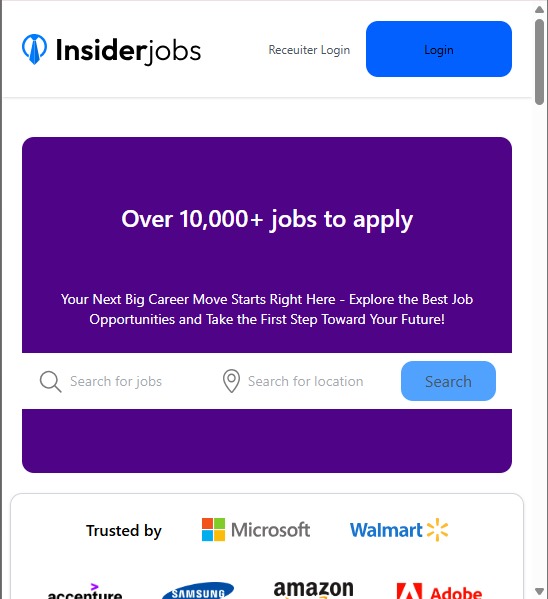 Insiderjobs
Receuiter Login
Login
Over 10,000+ jobs to apply
Your Next Big Career Move Starts Right Here - Explore the Best Job
Opportunities and Take the First Step Toward Your Future!
Search for jobs
Search for location
Search
Trusted by
Microsoft
Walmart
accenture
SAMSUNG
amazon
Adobe